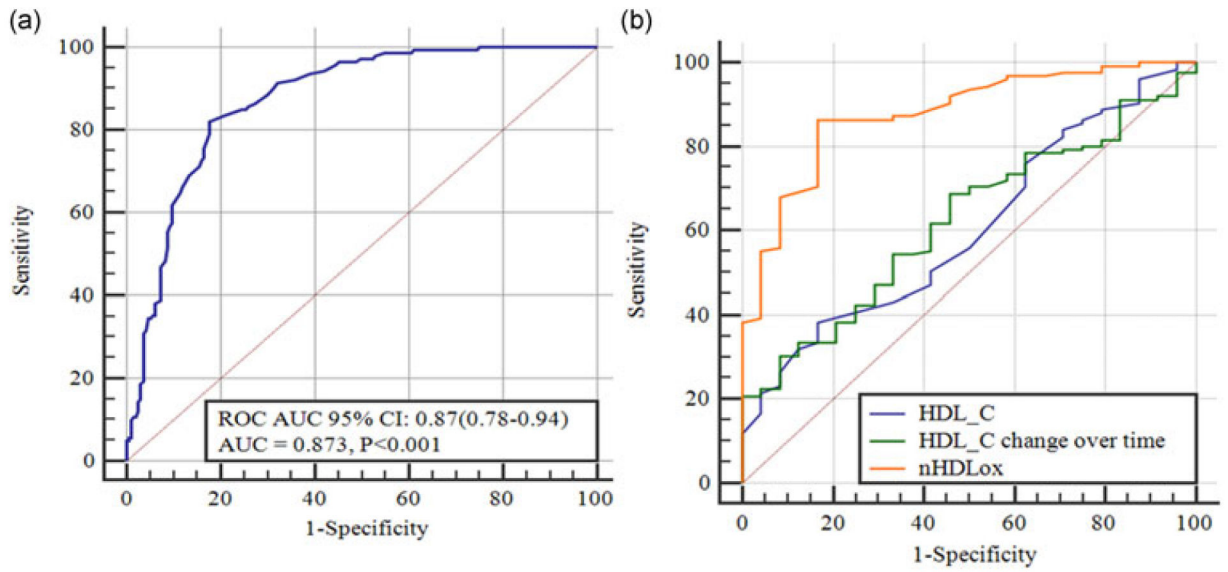 (a)
100
80
60
40
20
0
Sensitivity
0 20 40 60 80 100
1-Specificity
ROC AUC 95% CI: 0.87(0.78-0.94)
AUC = 0.873, P<0.001
(b)
100
80
60
40
20
0
Sensitivity
0 20 40 60 80 100
1-Specificity
HDL_C
HDL_C change over time
nHDLox